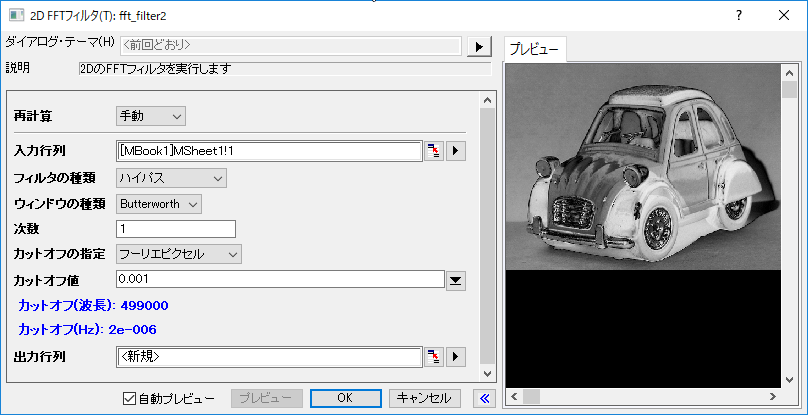 2D FFTフィルタ(T): fft_filter2
ダイアログ・テーマ(H) <前回どおり>
説明 2DのFFTフィルタを実行します
再計算 手動
入力行列 [MBook1]MSheet1!1
フィルタの種類 ハイパス
ウィンドウの種類 Butterworth
次数 1
カットオフの指定 フーリエピクセル
カットオフ値 0.001
カットオフ(波長): 499000
カットオフ(Hz): 2e-006
出力行列 <新規>
自動プレビュー プレビュー OK キャンセル
プレビュー